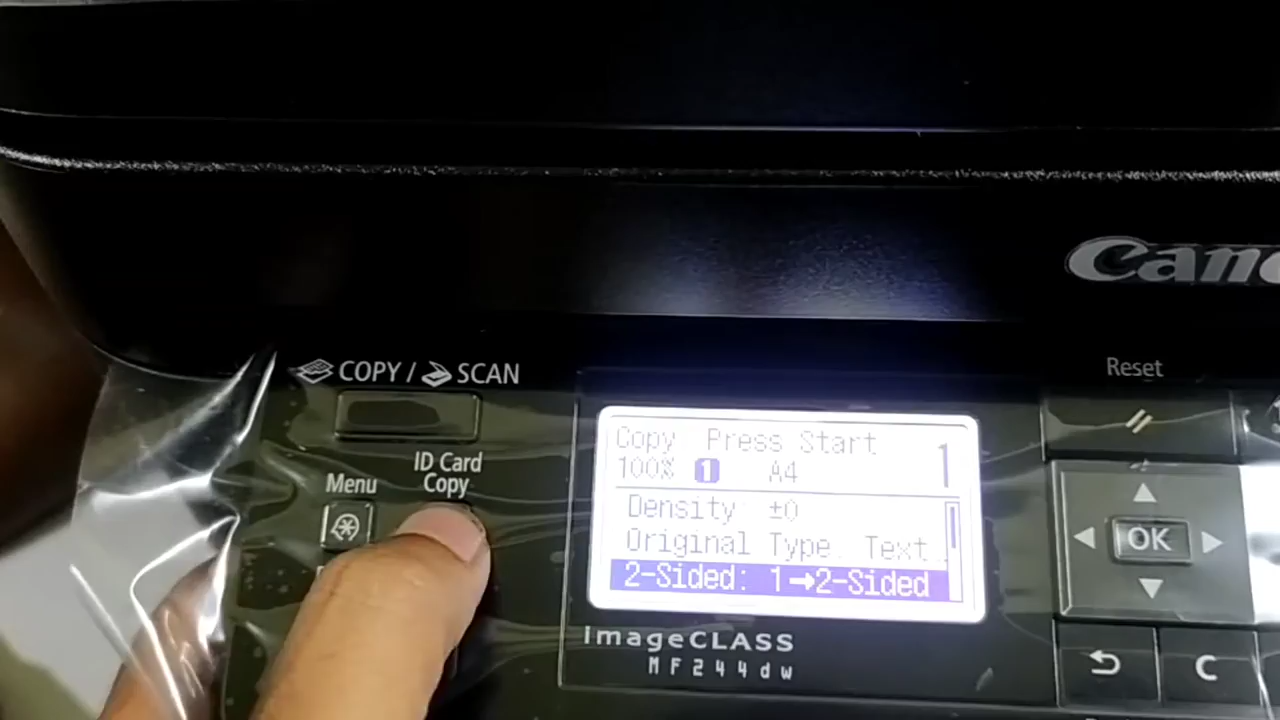 Canon
COPY / SCAN
Reset
ID Card
Copy
Menu
Copy Press Start 1
100% 1 A4
Density ±0
Original Type. Text
2-Sided: 1→2-Sided
OK
imageCLASS
MF244dw
C